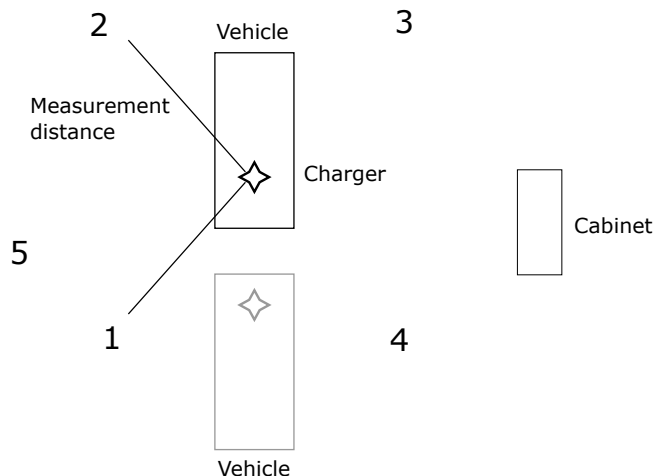 2
Vehicle
3
Measurement
distance
Charger
Cabinet
5
1
4
Vehicle